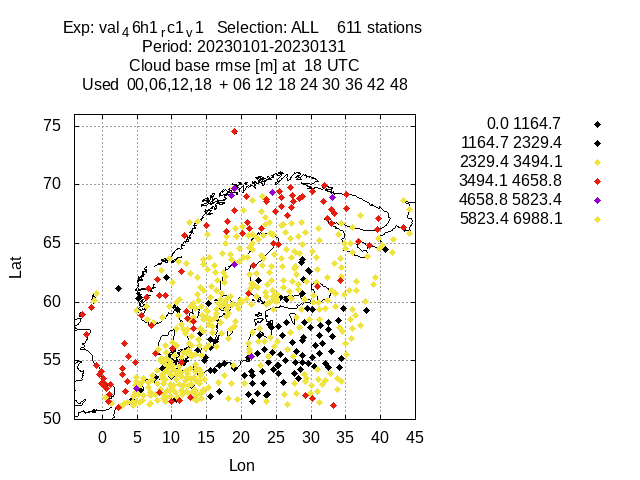 Exp: val 4 6h1 r c1 v 1 Selection: ALL 611 stations
Period: 20230101-20230131
Cloud base rmse [m] at 18 UTC
Used 00,06,12,18 + 06 12 18 24 30 36 42 48
0.0 1164.7
1164.7 2329.4
2329.4 3494.1
3494.1 4658.8
4658.8 5823.4
5823.4 6988.1
75
70
65
60
55
50
Lat
0 5 10 15 20 25 30 35 40 45
Lon